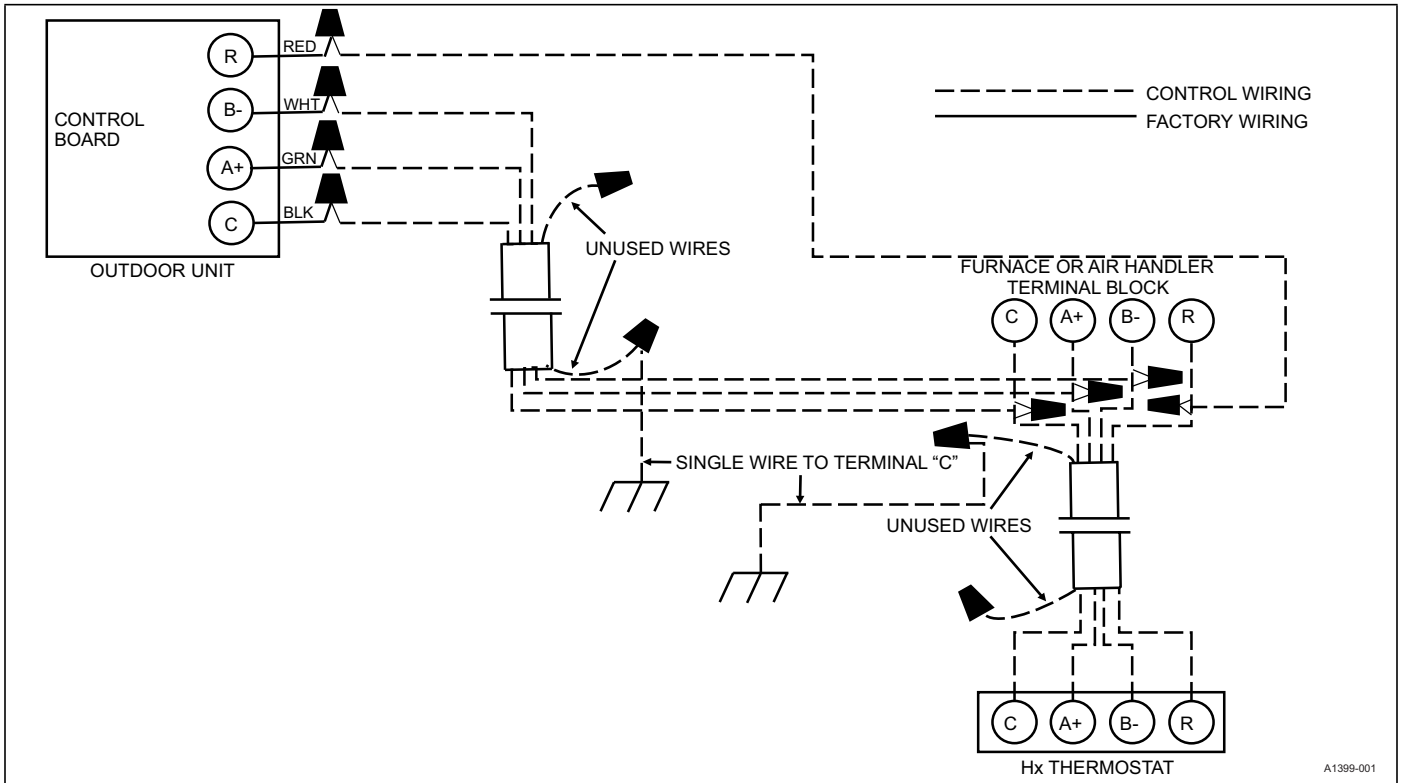 R
RED
B-
WHT
CONTROL
BOARD
A+
GRN
C
BLK
OUTDOOR UNIT
CONTROL WIRING
FACTORY WIRING
UNUSED WIRES
FURNACE OR AIR HANDLER
TERMINAL BLOCK
C A+ B- R
SINGLE WIRE TO TERMINAL “C”
UNUSED WIRES
C A+ B- R
Hx THERMOSTAT
A1399-001